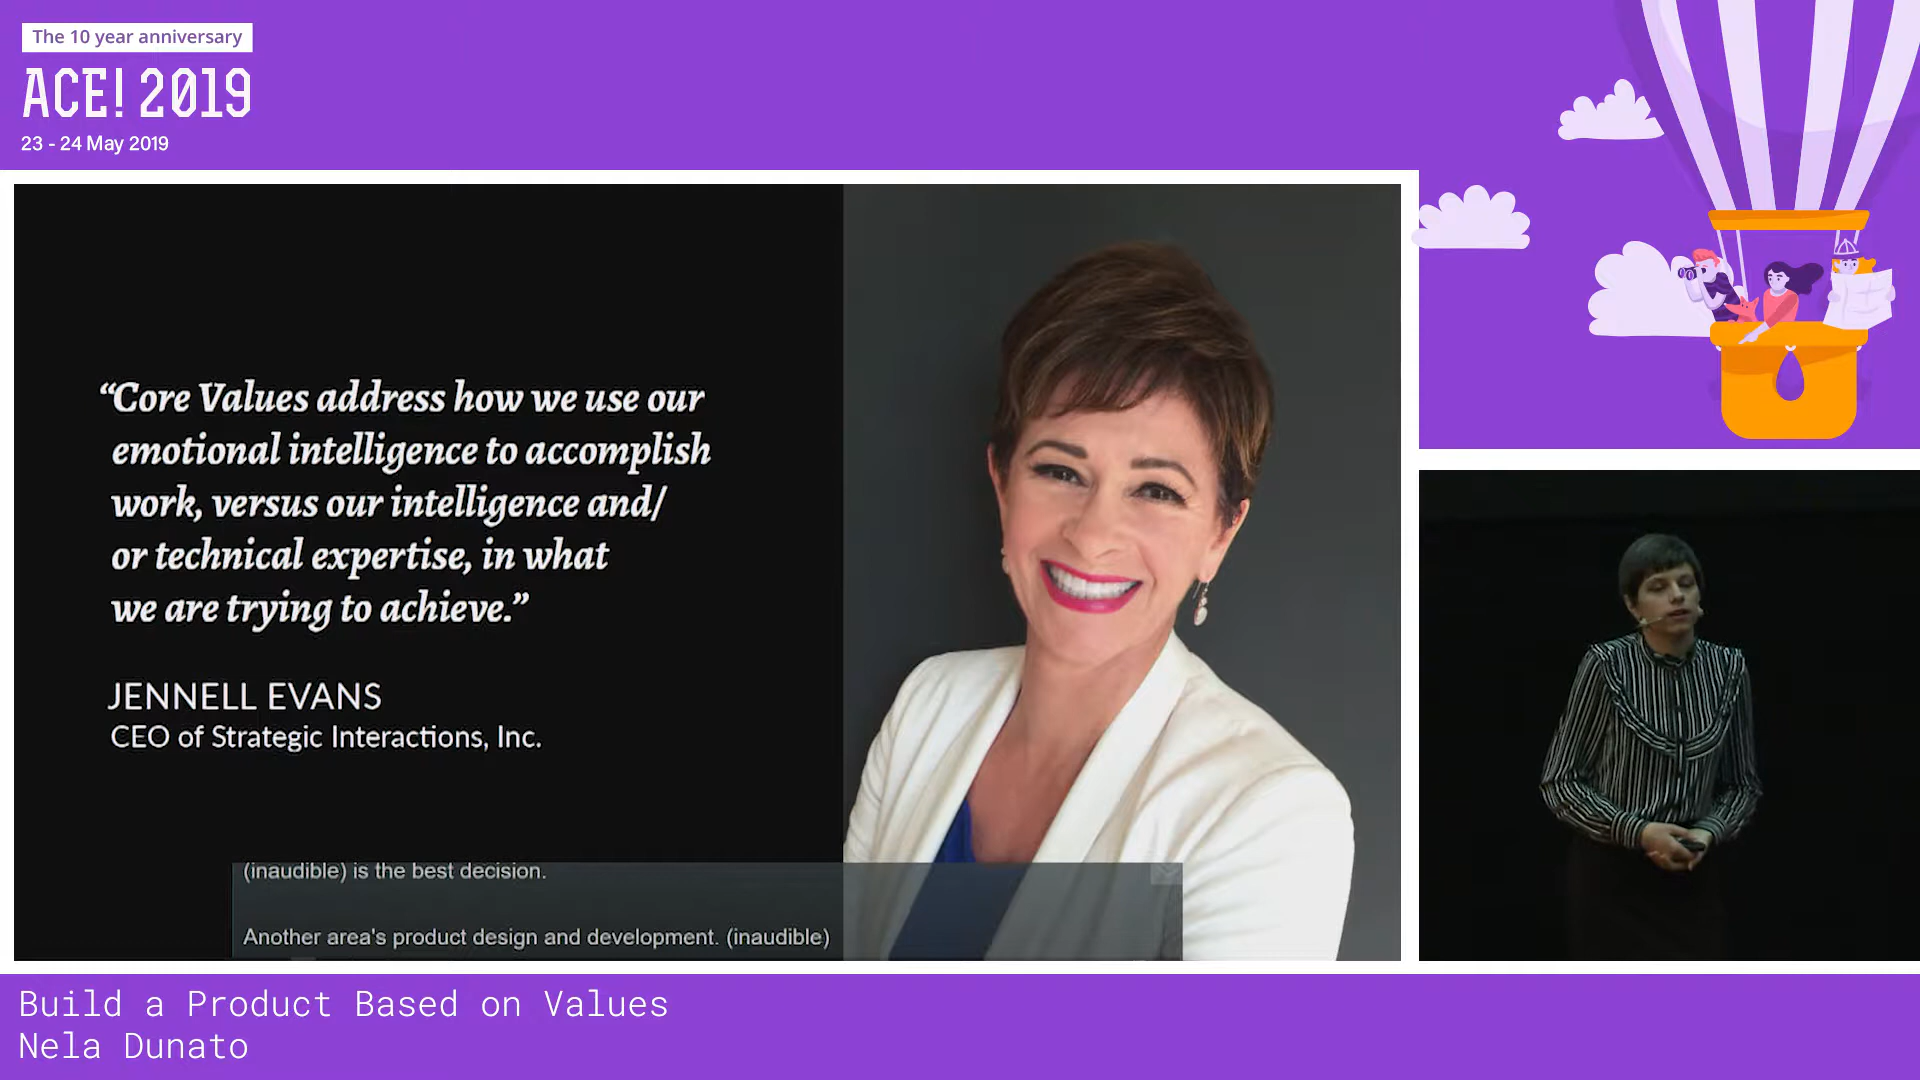 The 10 year anniversary
ACE! 2019
23 - 24 May 2019
“Core Values address how we use our
emotional intelligence to accomplish
work, versus our intelligence and/
or technical expertise, in what
we are trying to achieve.”
JENNELL EVANS
CEO of Strategic Interactions, Inc.
(inaudible) is the best decision.
Another area's product design and development. (inaudible)
Build a Product Based on Values
Nela Dunato